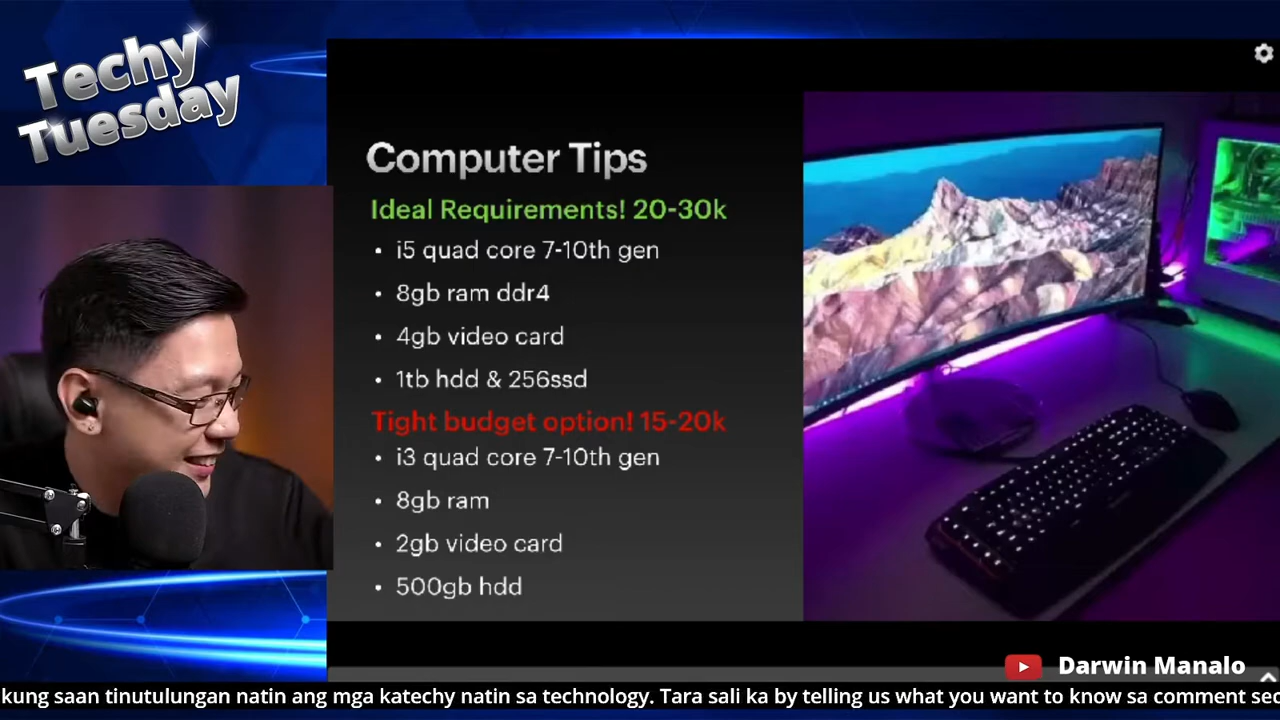 Techy
Tuesday
Computer Tips
Ideal Requirements! 20-30k
• i5 quad core 7-10th gen
• 8gb ram ddr4
• 4gb video card
• 1tb hdd & 256ssd
Tight budget option! 15-20k
• i3 quad core 7-10th gen
• 8gb ram
• 2gb video card
• 500gb hdd
Darwin Manalo
kung saan tinutulungan natin ang mga katechy natin sa technology. Tara sali ka by telling us what you want to know sa comment sec